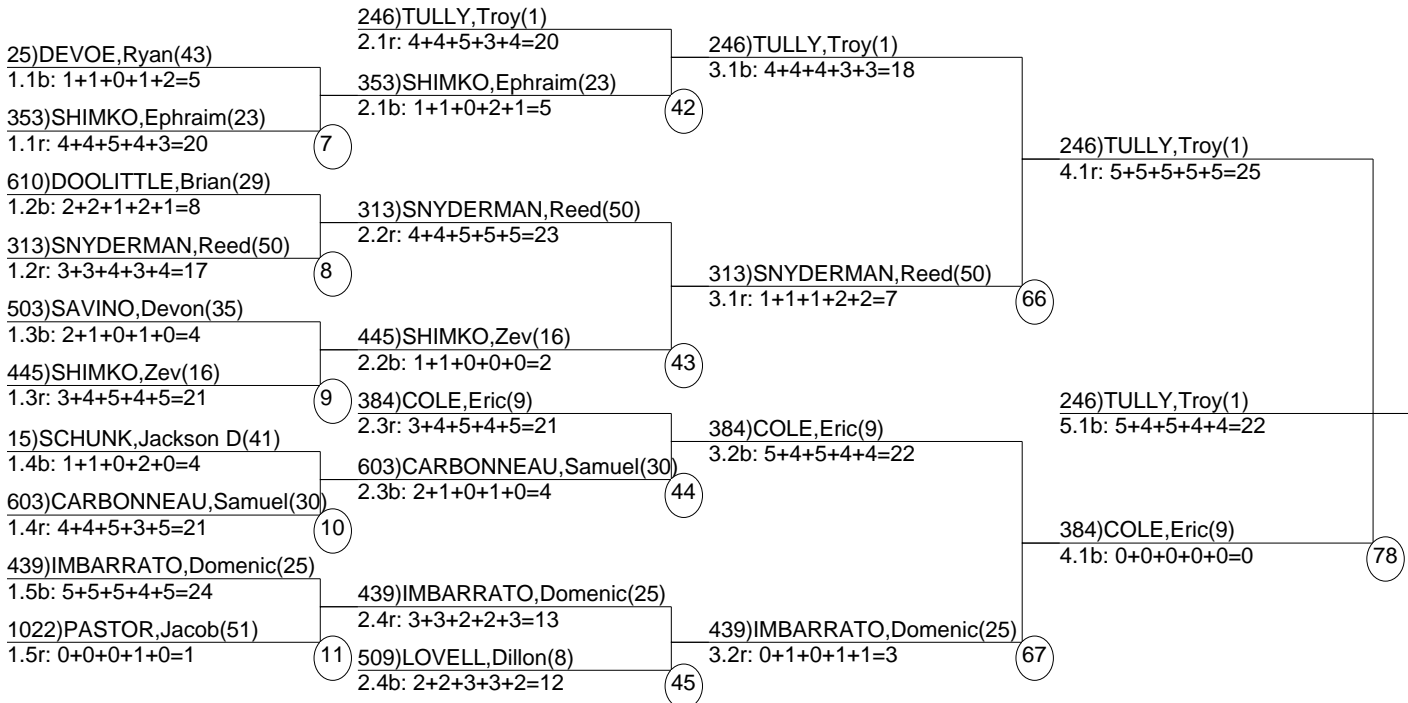 25)DEVOE,Ryan(43)
1.1b: 1+1+0+1+2=5
353)SHIMKO,Ephraim(23)
1.1r: 4+4+5+4+3=20
7
610)DOOLITTLE,Brian(29)
1.2b: 2+2+1+2+1=8
313)SNYDERMAN,Reed(50)
1.2r: 3+3+4+3+4=17
8
503)SAVINO,Devon(35)
1.3b: 2+1+0+1+0=4
445)SHIMKO,Zev(16)
1.3r: 3+4+5+4+5=21
9
15)SCHUNK,Jackson D(41)
1.4b: 1+1+0+2+0=4
603)CARBONNEAU,Samuel(30)
1.4r: 4+4+5+3+5=21
10
439)IMBARRATO,Domenic(25)
1.5b: 5+5+5+4+5=24
1022)PASTOR,Jacob(51)
1.5r: 0+0+0+1+0=1
11
246)TULLY,Troy(1)
2.1r: 4+4+5+3+4=20
353)SHIMKO,Ephraim(23)
2.1b: 1+1+0+2+1=5
42
313)SNYDERMAN,Reed(50)
2.2r: 4+4+5+5+5=23
445)SHIMKO,Zev(16)
2.2b: 1+1+0+0+0=2
43
384)COLE,Eric(9)
2.3r: 3+4+5+4+5=21
603)CARBONNEAU,Samuel(30)
2.3b: 2+1+0+1+0=4
44
439)IMBARRATO,Domenic(25)
2.4r: 3+3+2+2+3=13
509)LOVELL,Dillon(8)
2.4b: 2+2+3+3+2=12
45
246)TULLY,Troy(1)
3.1b: 4+4+4+3+3=18
313)SNYDERMAN,Reed(50)
3.1r: 1+1+1+2+2=7
66
384)COLE,Eric(9)
3.2b: 5+4+5+4+4=22
439)IMBARRATO,Domenic(25)
3.2r: 0+1+0+1+1=3
67
246)TULLY,Troy(1)
4.1r: 5+5+5+5+5=25
384)COLE,Eric(9)
4.1b: 0+0+0+0+0=0
78
246)TULLY,Troy(1)
5.1b: 5+4+5+4+4=22